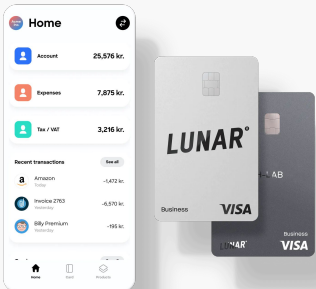 Home
Account
25,576 kr.
Expenses
7,875 kr.
Tax / VAT
3,216 kr.
Recent transactions
See all
Amazon
Today
-1,472 kr.
Invoice 2763
Yesterday
-6,570 kr.
Billy Premium
Yesterday
-195 kr.
Home
Send
Products
LUNAR®
Business
VISA
LAB
Business
LUNAR®
VISA